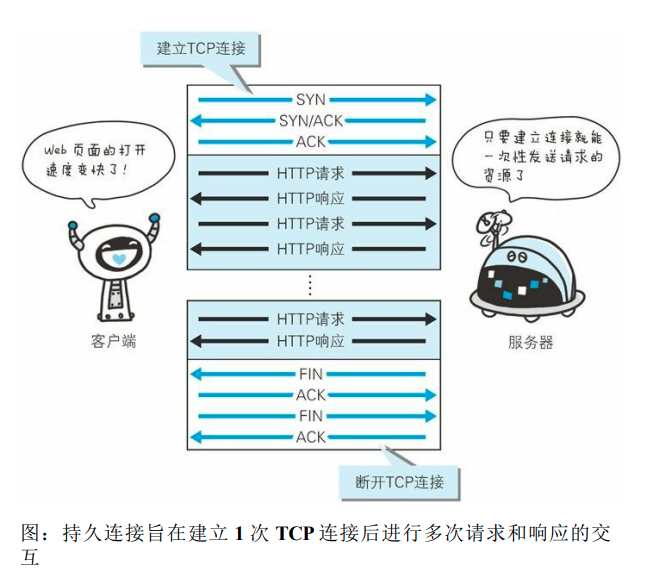 建立TCP连接
SYN
SYN/ACK
ACK
Web 页面的打开
速度变快了!
只要建立连接就能
一次性发送请求的
资源了
HTTP请求
HTTP响应
HTTP请求
HTTP响应
HTTP请求
HTTP响应
客户端
服务器
FIN
ACK
FIN
ACK
断开TCP连接
图：持久连接旨在建立 1 次 TCP 连接后进行多次请求和响应的交
互